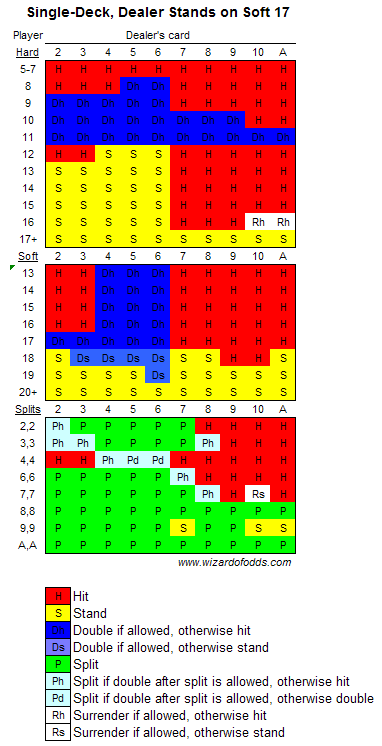 Single-Deck, Dealer Stands on Soft 17
Player Dealer's card
Hard 2 3 4 5 6 7 8 9 10 A
5-7 H H H H H H H H H H
8 H H H Dh Dh H H H H H
9 Dh Dh Dh Dh Dh H H H H H
10 Dh Dh Dh Dh Dh Dh Dh Dh H H
11 Dh Dh Dh Dh Dh Dh Dh Dh Dh Dh
12 H H S S S H H H H H
13 S S S S S H H H H H
14 S S S S S H H H H H
15 S S S S S H H H H H
16 S S S S S H H H Rh Rh
17+ S S S S S S S S S S
Soft 2 3 4 5 6 7 8 9 10 A
13 H H Dh Dh Dh H H H H H
14 H H Dh Dh Dh H H H H H
15 H H Dh Dh Dh H H H H H
16 H H Dh Dh Dh H H H H H
17 Dh Dh Dh Dh Dh H H H H H
18 S Ds Ds Ds Ds S S H H S
19 S S S S Ds S S S S S
20+ S S S S S S S S S S
Splits 2 3 4 5 6 7 8 9 10 A
2,2 Ph P P P P P H H H H
3,3 Ph Ph P P P P Ph H H H
4,4 H H Ph Pd Pd H H H H H
6,6 P P P P P Ph H H H H
7,7 P P P P P P Ph H Rs H
8,8 P P P P P P P P P P
9,9 P P P P P S P P S S
A,A P P P P P P P P P P
www.wizardofodds.com
H Hit
S Stand
Dh Double if allowed, otherwise hit
Ds Double if allowed, otherwise stand
P Split
Ph Split if double after split is allowed, otherwise hit
Pd Split if double after split is allowed, otherwise double
Rh Surrender if allowed, otherwise hit
Rs Surrender if allowed, otherwise stand